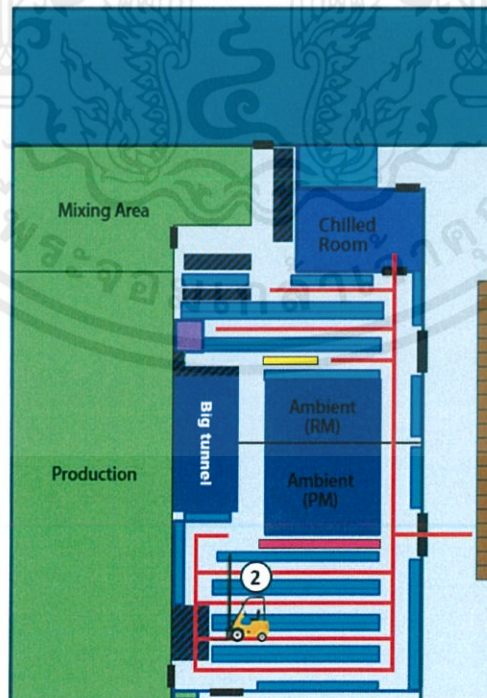 Mixing Area
Chilled
Room
Ambient
(RM)
Big tunnel
Production
Ambient
(PM)
2